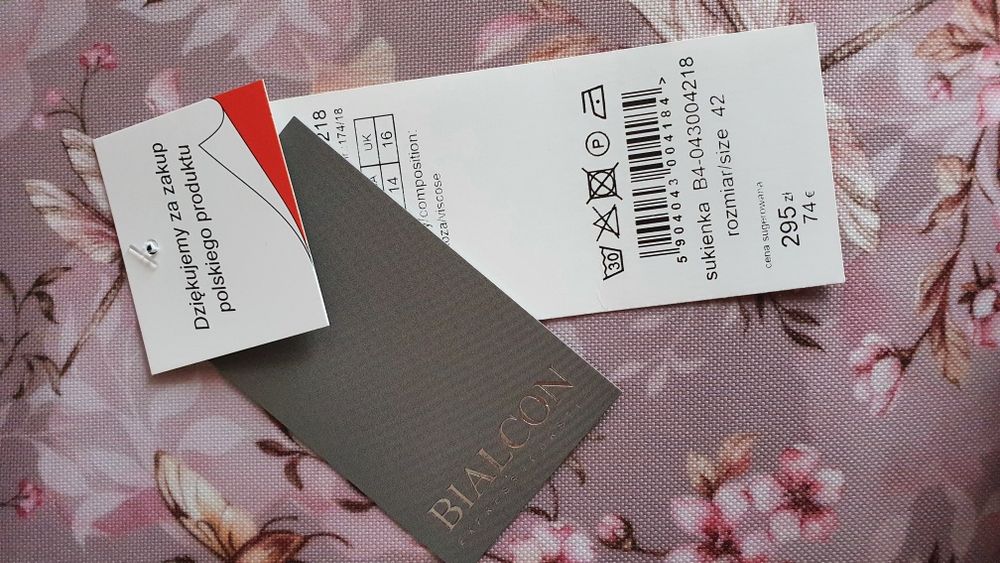 Dziękujemy za zakup
polskiego produktu
218
174/18
UK
14
16
/composition:
oza/viscose
30
P
5 904043 004184 >
sukienka B4-043004218
rozmiar/size 42
cena sugerowana
295 zł
74 €
BIALCON